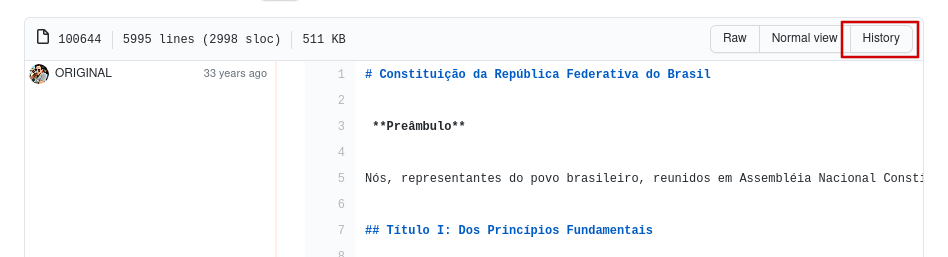 100644 5995 lines (2998 sloc) 511 KB Raw Normal view History
ORIGINAL 33 years ago 1 # Constituição da República Federativa do Brasil
2
3 **Preâmbulo**
4
5 Nós, representantes do povo brasileiro, reunidos em Assembléia Nacional Consti
6
7 ## Título I: Dos Princípios Fundamentais
8